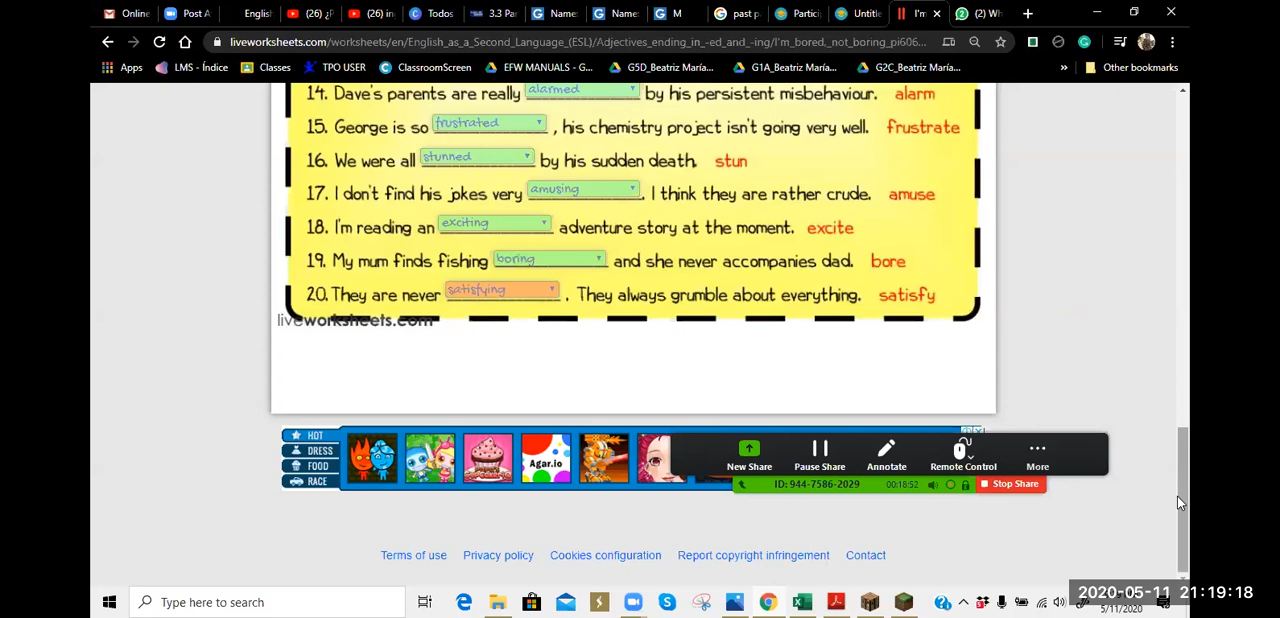 Online
Post A
English
(26) ¿P
(26) in
Todos
3.3 Par
Name
Name
M
past p
Partici
Untitle
I'm
(2) Wh
liveworksheets.com/worksheets/en/English_as_a_Second_Language_(ESL)/Adjectives_ending_in_-ed_and_-ing/I'm_bored,_not_boring_pi606...
Apps LMS - Índice Classes TPO USER ClassroomScreen EFW MANUALS - G... G5D_Beatriz María... G1A_Beatriz María... G2C_Beatriz María... » Other bookmarks
14. Dave's parents are really alarmed by his persistent misbehaviour. alarm
15. George is so frustrated , his chemistry project isn't going very well. frustrate
16. We were all stunned by his sudden death. stun
17. I don't find his jokes very amusing . I think they are rather crude. amuse
18. I'm reading an exciting adventure story at the moment. excite
19. My mum finds fishing boring and she never accompanies dad. bore
20. They are never satisfying . They always grumble about everything. satisfy
liveworksheets.com
HOT
DRESS
FOOD
RACE
Agar.io
New Share Pause Share Annotate Remote Control More
ID: 944-7586-2029 00:18:52 Stop Share
Terms of use Privacy policy Cookies configuration Report copyright infringement Contact
Type here to search
2020-05-11 21:19:18
5/11/2020